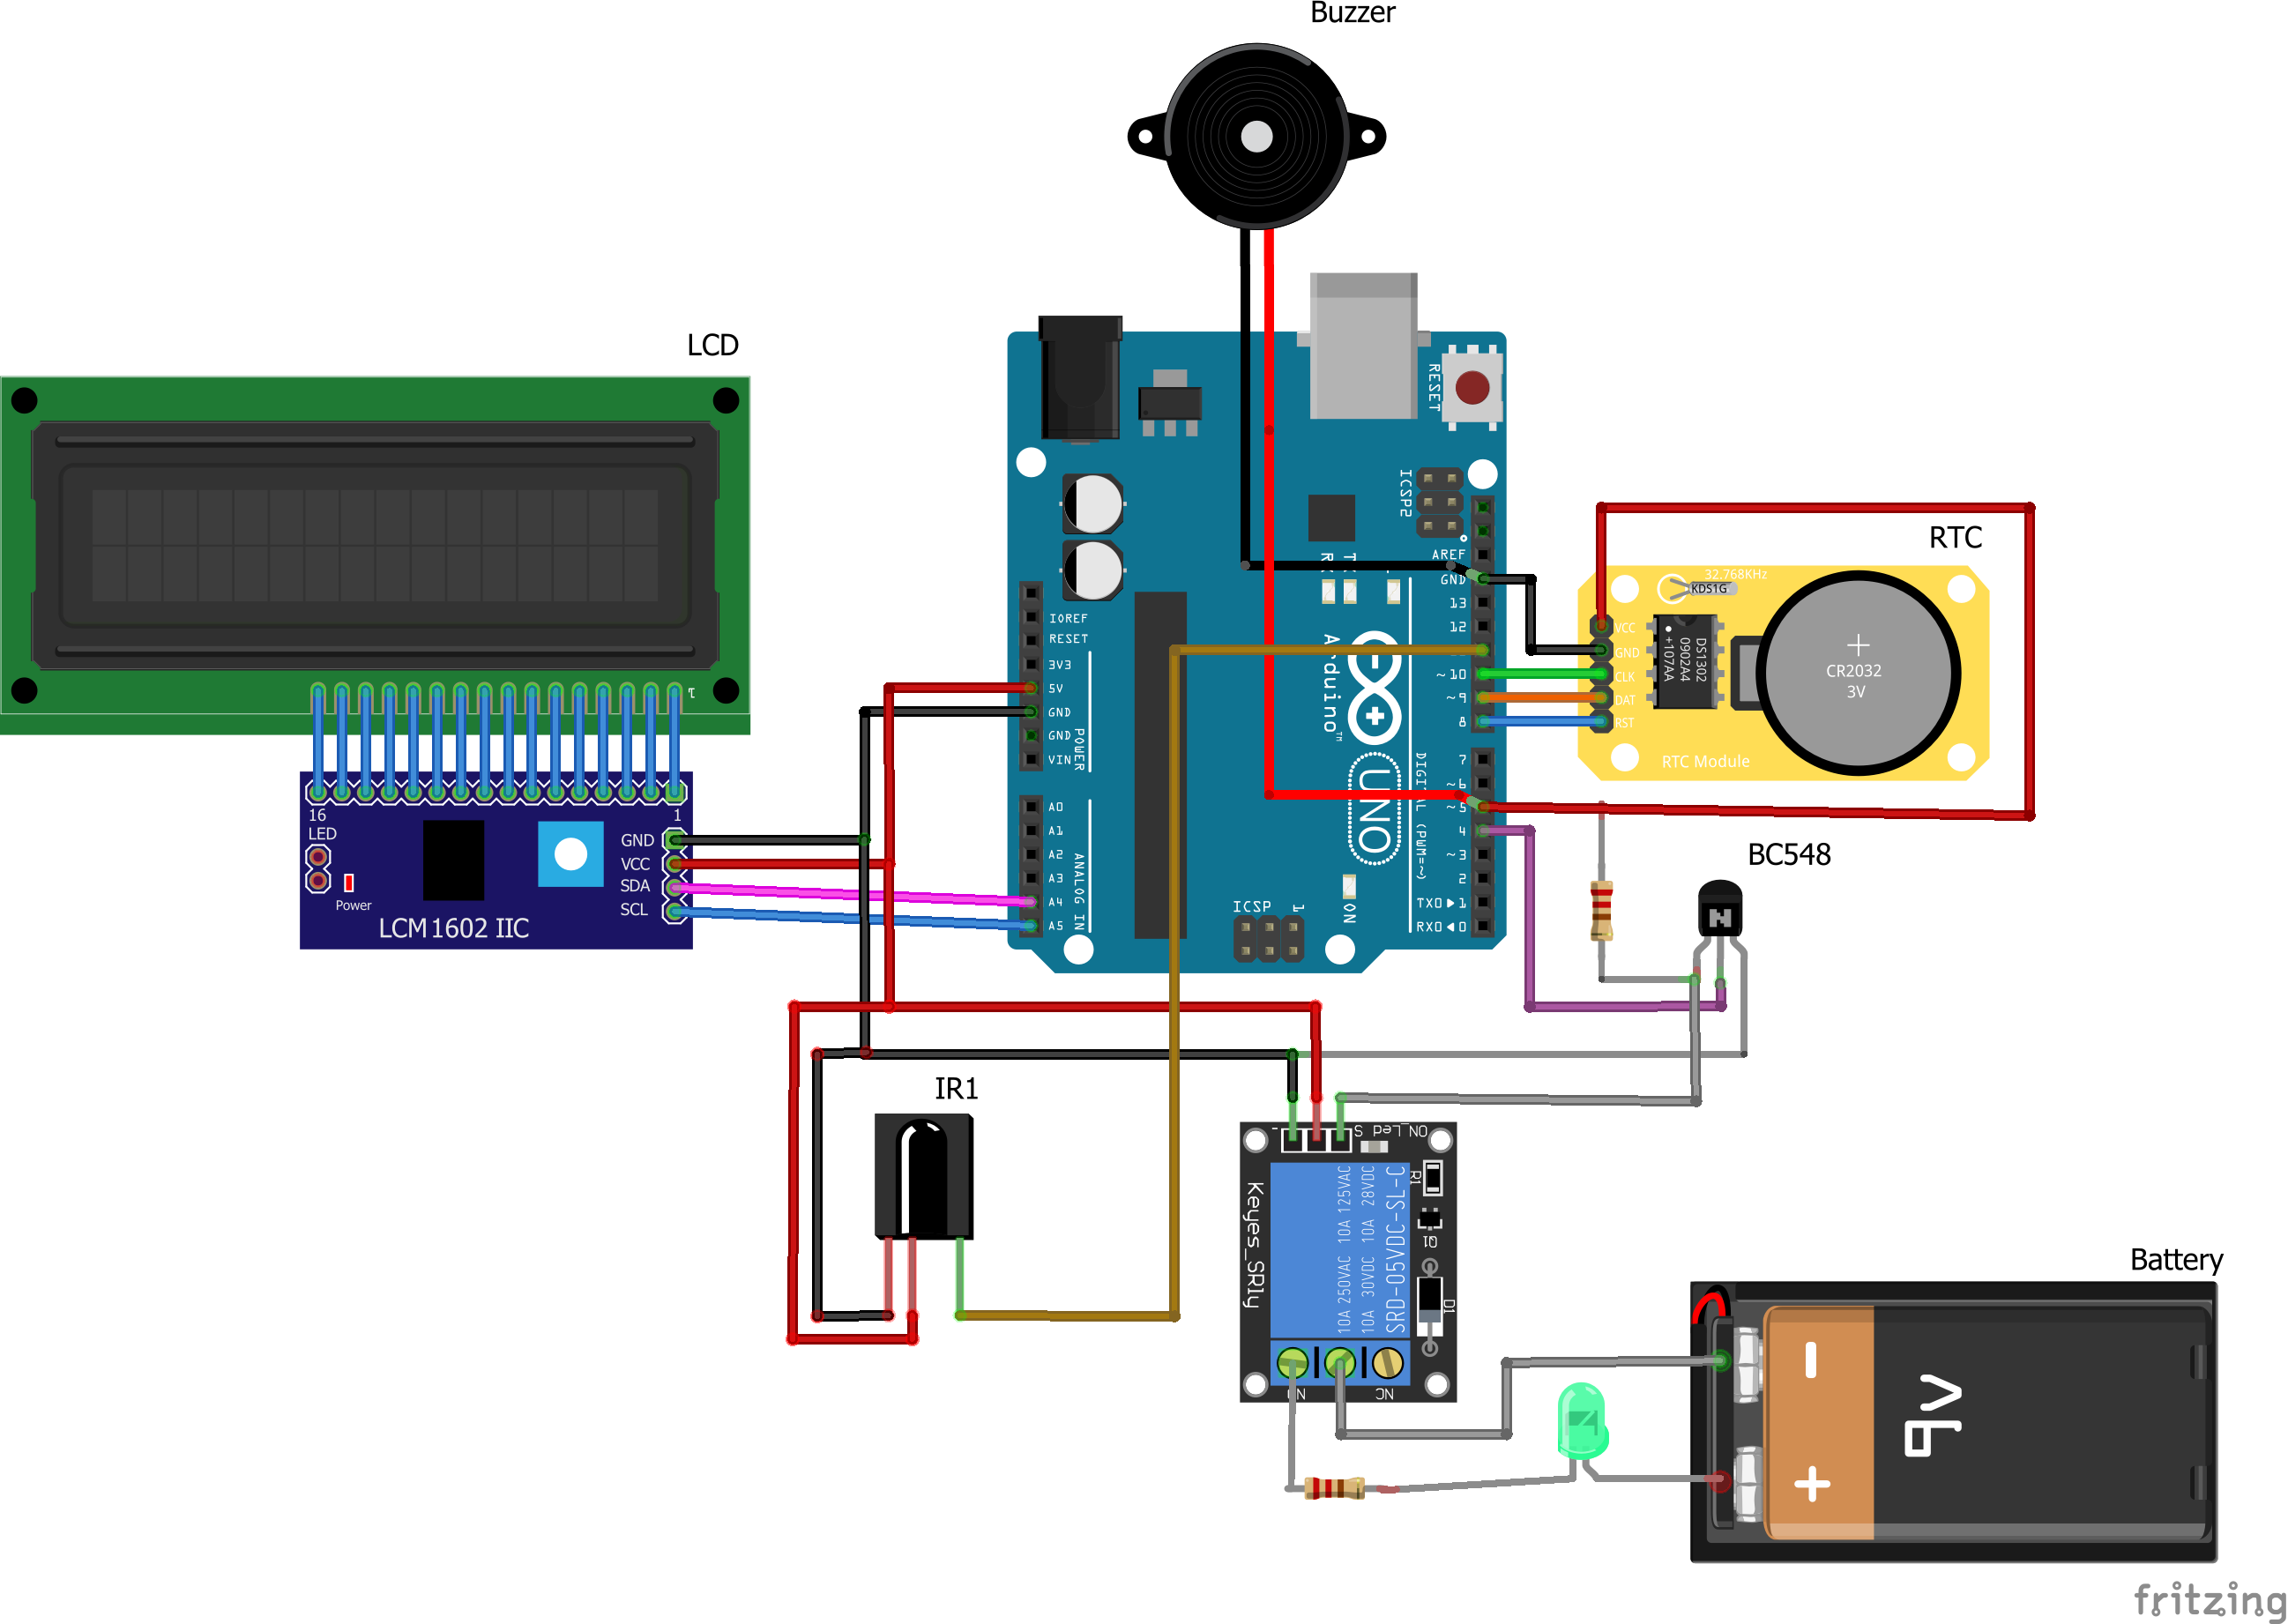 Buzzer
LCD
1
16
1
LED
GND
VCC
SDA
SCL
Power
LCM1602 IIC
RESET
ICSP2
AREF
GND
RX
TX
13
12
~10
~9
8
7
~6
~5
4
~3
2
TX0▶1
RX0◀0
IOREF
RESET
3V3
5V
GND
GND
VIN
POWER
A0
A1
A2
A3
A4
A5
ANALOG IN
Arduino™
UNO
DIGITAL (PWM=~)
ON
ICSP
1
RTC
32.768KHz
KDS1G
VCC
GND
CLK
DAT
RST
DS1302
0902A4
+107AA
CR2032
3V
RTC Module
BC548
IR1
-
S
ON_Led
Keyes_SRly
10A 250VAC 10A 125VAC
10A 30VDC 10A 28VDC
SRD-05VDC-SL-C
R1
Q1
D1
NO
NC
Battery
-
+
9V
fritzing